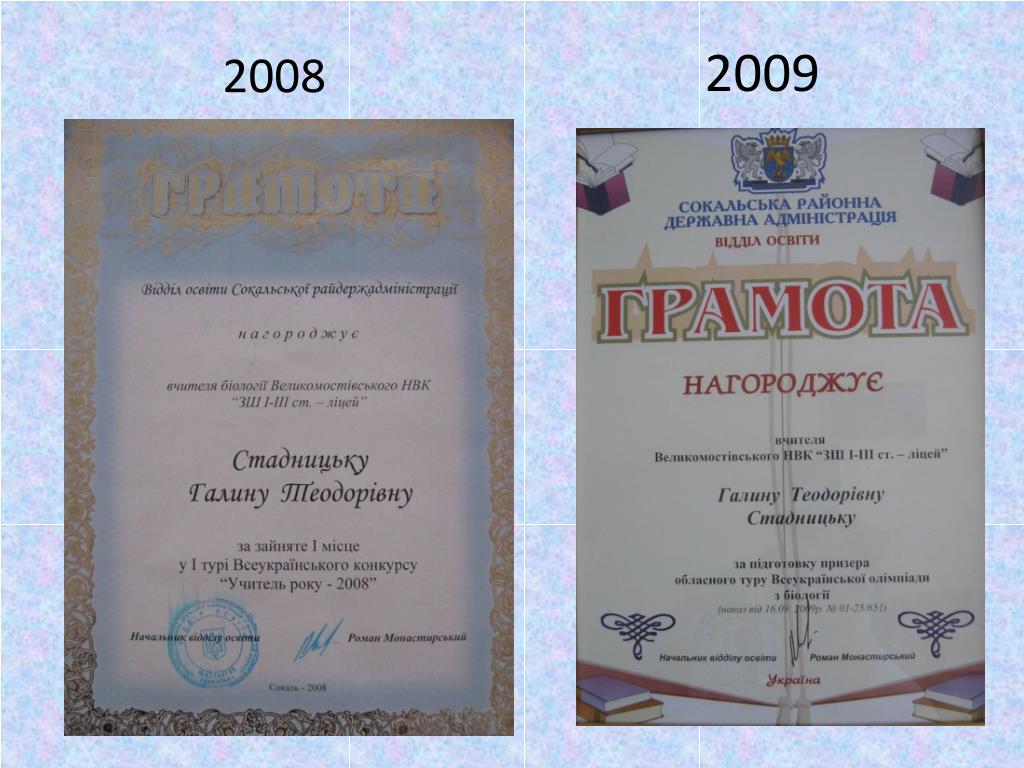 2008
ГРАМОТА
Відділ освіти Сокальської райдержадміністрації
н а г о р о д ж у є
вчителя біології Великомостівського НВК
“ЗШ І-ІІІ ст. – ліцей”
Стадницьку
Галину Теодорівну
за зайняте І місце
у І турі Всеукраїнського конкурсу
“Учитель року - 2008”
Начальник відділу освіти Роман Монастирський
Сокаль - 2008
2009
СОКАЛЬСЬКА РАЙОННА
ДЕРЖАВНА АДМІНІСТРАЦІЯ
ВІДДІЛ ОСВІТИ
ГРАМОТА
НАГОРОДЖУЄ
вчителя
Великомостівського НВК “ЗШ І-ІІІ ст. – ліцей”
Галину Теодорівну
Стадницьку
за підготовку призера
обласного туру Всеукраїнської олімпіади
з біології
(наказ від 16.09. 2009р. № 01-25/651)
Начальник відділу освіти Роман Монастирський
Україна